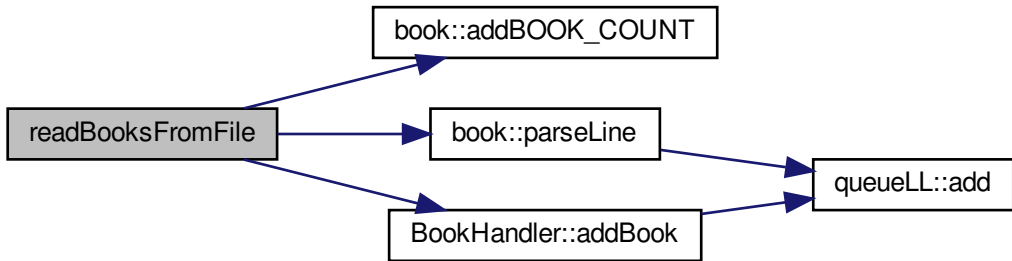 book::addBOOK_COUNT
readBooksFromFile
book::parseLine
queueLL::add
BookHandler::addBook